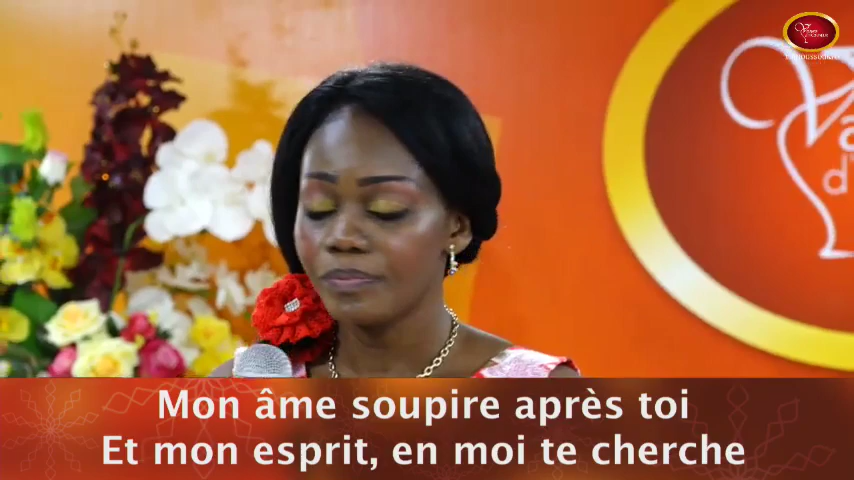 Mon âme soupire après toi
Et mon esprit, en moi te cherche